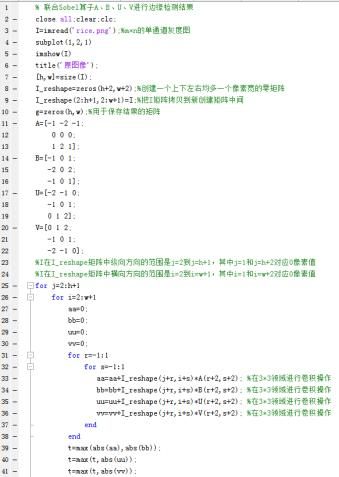 1 % 联合Sobel算子A、B、U、V进行边缘检测结果
2 - close all;clear;clc;
3 - I=imread('rice.png');%m×n的单通道灰度图
4 - subplot(1,2,1)
5 - imshow(I)
6 - title('原图像');
7 - [h,w]=size(I);
8 - I_reshape=zeros(h+2,w+2);%创建一个上下左右均多一个像素宽的零矩阵
9 - I_reshape(2:h+1,2:w+1)=I;%把I矩阵拷贝到新创建矩阵中间
10 - g=zeros(h,w);%用于保存结果的矩阵
11 - A=[-1 -2 -1;
12 0 0 0;
13 1 2 1];
14 - B=[-1 0 1;
15 -2 0 2;
16 -1 0 1];
17 - U=[-2 -1 0;
18 -1 0 1;
19 0 1 2];
20 - V=[0 1 2;
21 -1 0 1;
22 -2 -1 0];
23 %I在I_reshape矩阵中纵向方向的范围是j=2到j=h+1，其中j=1和j=h+2对应0像素值
24 %I在I_reshape矩阵中横向方向的范围是i=2到i=w+1，其中i=1和i=w+2对应0像素值
25 - for j=2:h+1
26 - for i=2:w+1
27 - aa=0;
28 - bb=0;
29 - uu=0;
30 - vv=0;
31 - for r=-1:1
32 - for s=-1:1
33 - aa=aa+I_reshape(j+r,i+s)*A(r+2,s+2); %在3*3领域进行卷积操作
34 - bb=bb+I_reshape(j+r,i+s)*B(r+2,s+2); %在3*3领域进行卷积操作
35 - uu=uu+I_reshape(j+r,i+s)*U(r+2,s+2); %在3*3领域进行卷积操作
36 - vv=vv+I_reshape(j+r,i+s)*V(r+2,s+2); %在3*3领域进行卷积操作
37 - end
38 - end
39 - t=max(abs(aa),abs(bb));
40 - t=max(t,abs(uu));
41 - t=max(t,abs(vv));